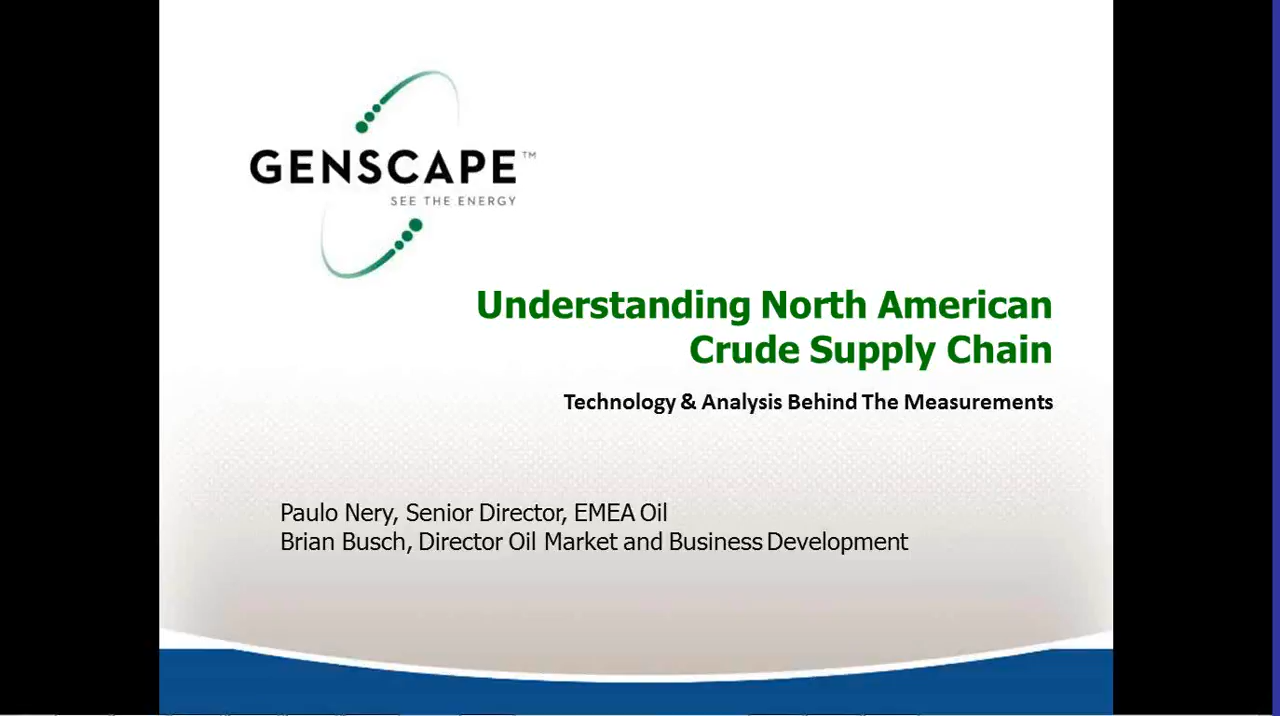 GENSCAPE™
SEE THE ENERGY
Understanding North American
Crude Supply Chain
Technology & Analysis Behind The Measurements
Paulo Nery, Senior Director, EMEA Oil
Brian Busch, Director Oil Market and Business Development